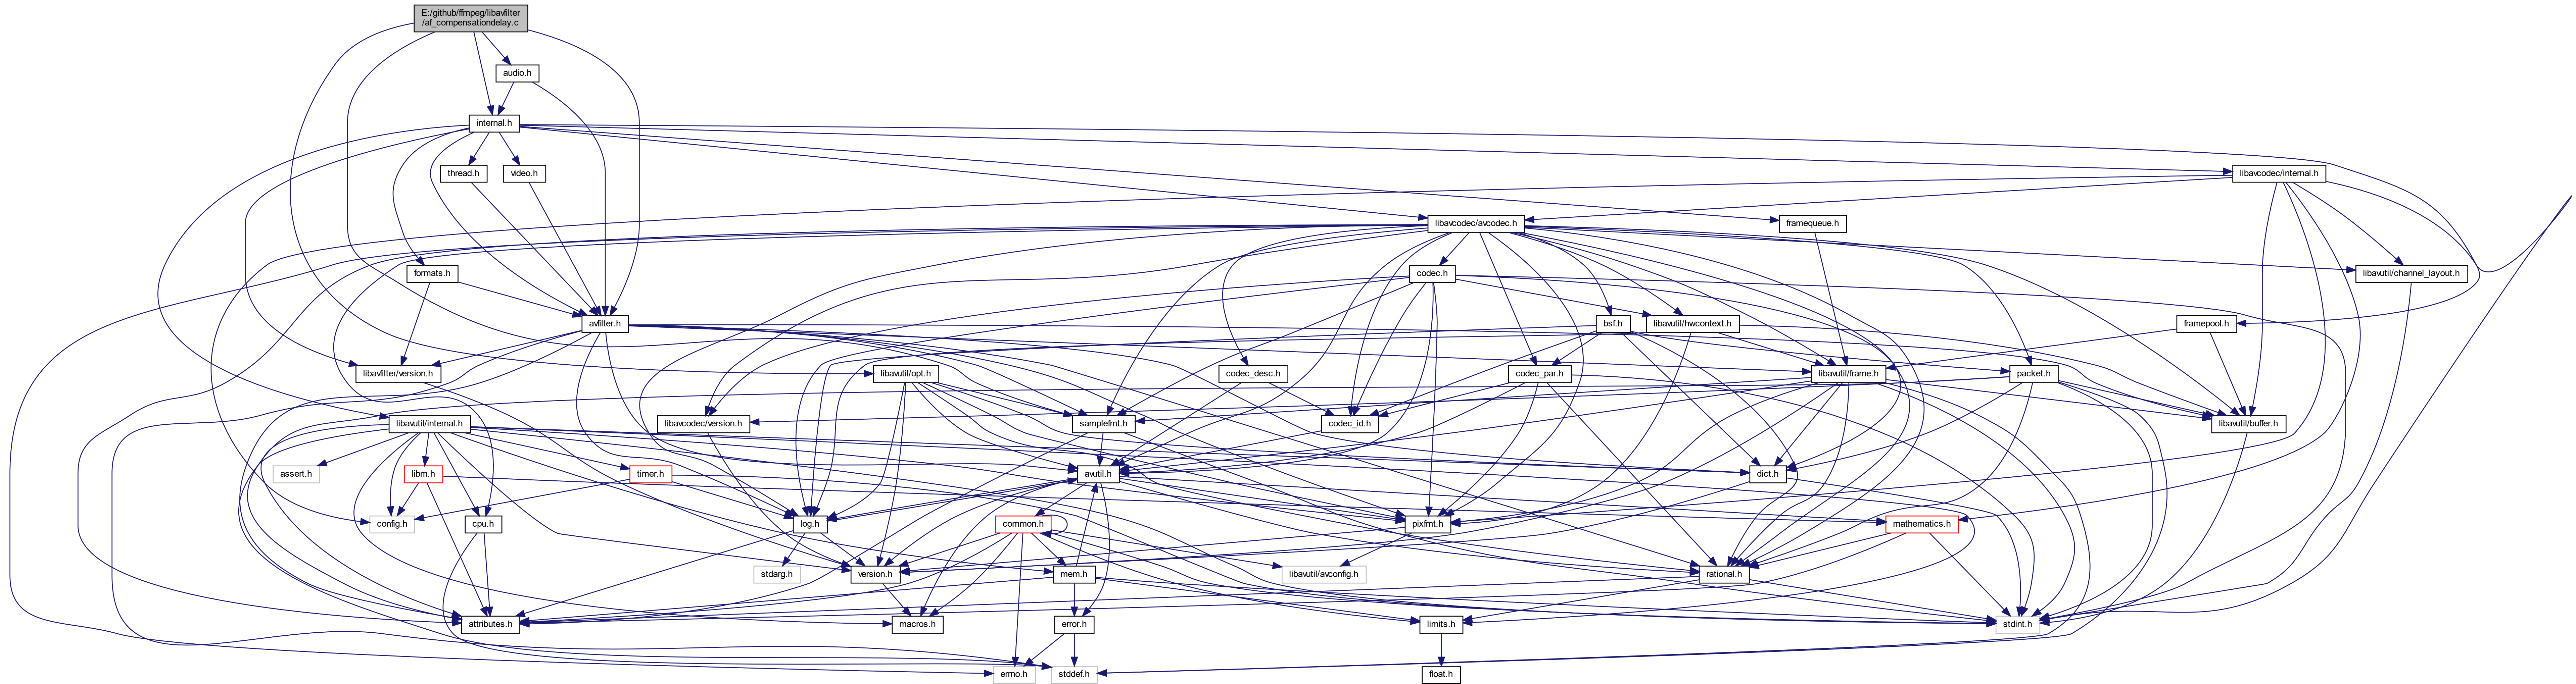 E:/github/ffmpeg/libavfilter
/af_compensationdelay.c
audio.h
internal.h
thread.h
video.h
libavcodec/internal.h
libavcodec/avcodec.h
framequeue.h
formats.h
codec.h
libavutil/channel_layout.h
avfilter.h
bsf.h
libavutil/hwcontext.h
framepool.h
libavfilter/version.h
libavutil/opt.h
codec_desc.h
codec_par.h
libavutil/frame.h
packet.h
libavutil/internal.h
libavcodec/version.h
samplefmt.h
codec_id.h
libavutil/buffer.h
assert.h
libm.h
timer.h
avutil.h
dict.h
config.h
cpu.h
log.h
common.h
pixfmt.h
mathematics.h
stdarg.h
version.h
mem.h
libavutil/avconfig.h
rational.h
attributes.h
macros.h
error.h
limits.h
stdint.h
errno.h
stddef.h
float.h